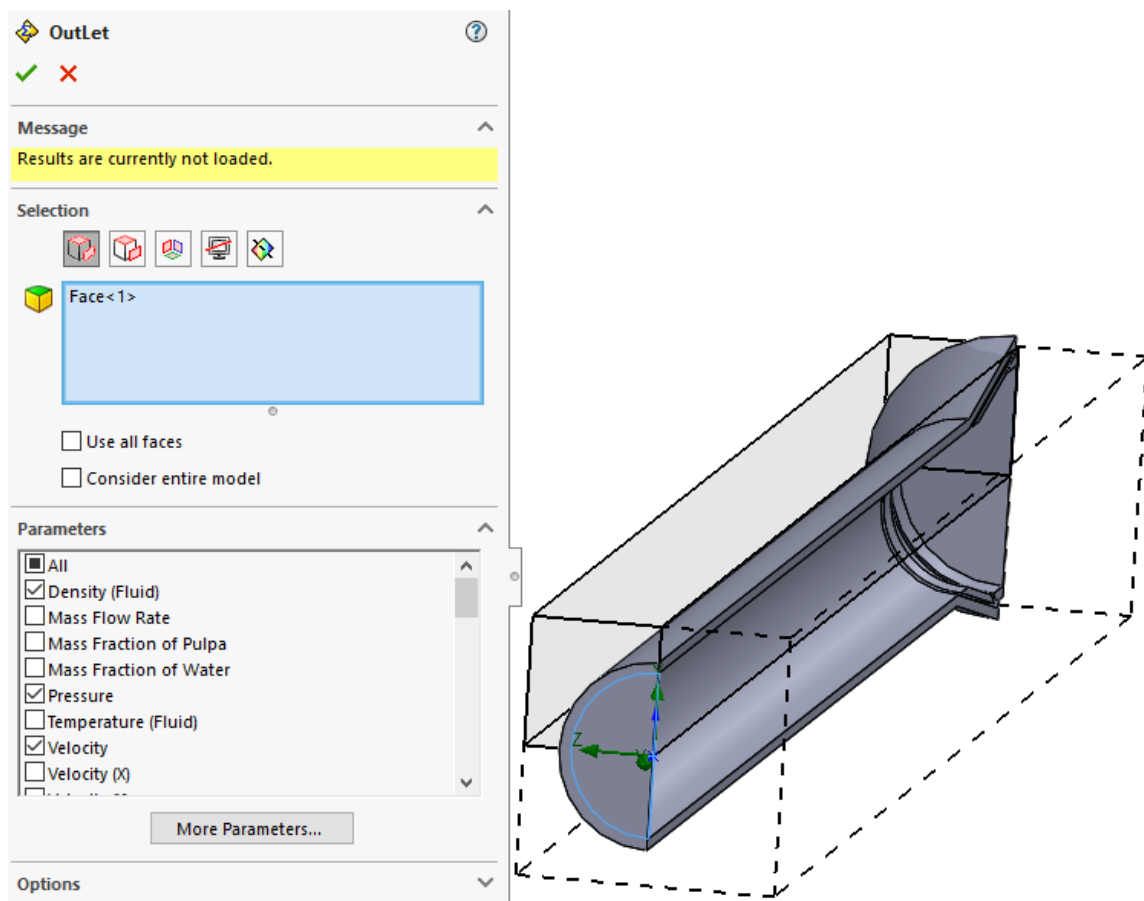 OutLet
Message
Results are currently not loaded.
Selection
Face<1>
Use all faces
Consider entire model
Parameters
All
Density (Fluid)
Mass Flow Rate
Mass Fraction of Pulpa
Mass Fraction of Water
Pressure
Temperature (Fluid)
Velocity
Velocity (X)
More Parameters...
Options
Z